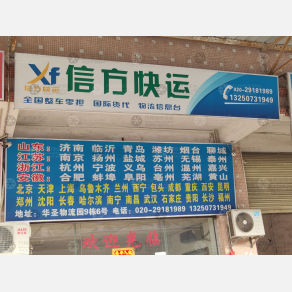 Xf
信方快运
全国整车零担 国际货代 物流信息台
020-29181989
13250731949
山东: 济南 临沂 青岛 潍坊 烟台 聊城
江苏: 南京 扬州 盐城 苏州 无锡 泰州
浙江: 杭州 宁波 义乌 台州 温州 嘉兴
安徽: 合肥 蚌埠 阜阳 亳州 芜湖 黄山
北京 天津 上海 乌鲁木齐 兰州 西宁 包头 成都 重庆 西安 昆明
郑州 沈阳 长春 哈尔滨 南宁 南昌 武汉 石家庄 贵阳 长沙 福州
地址: 华圣物流园9栋6号 电话: 020-29181989 13250731949